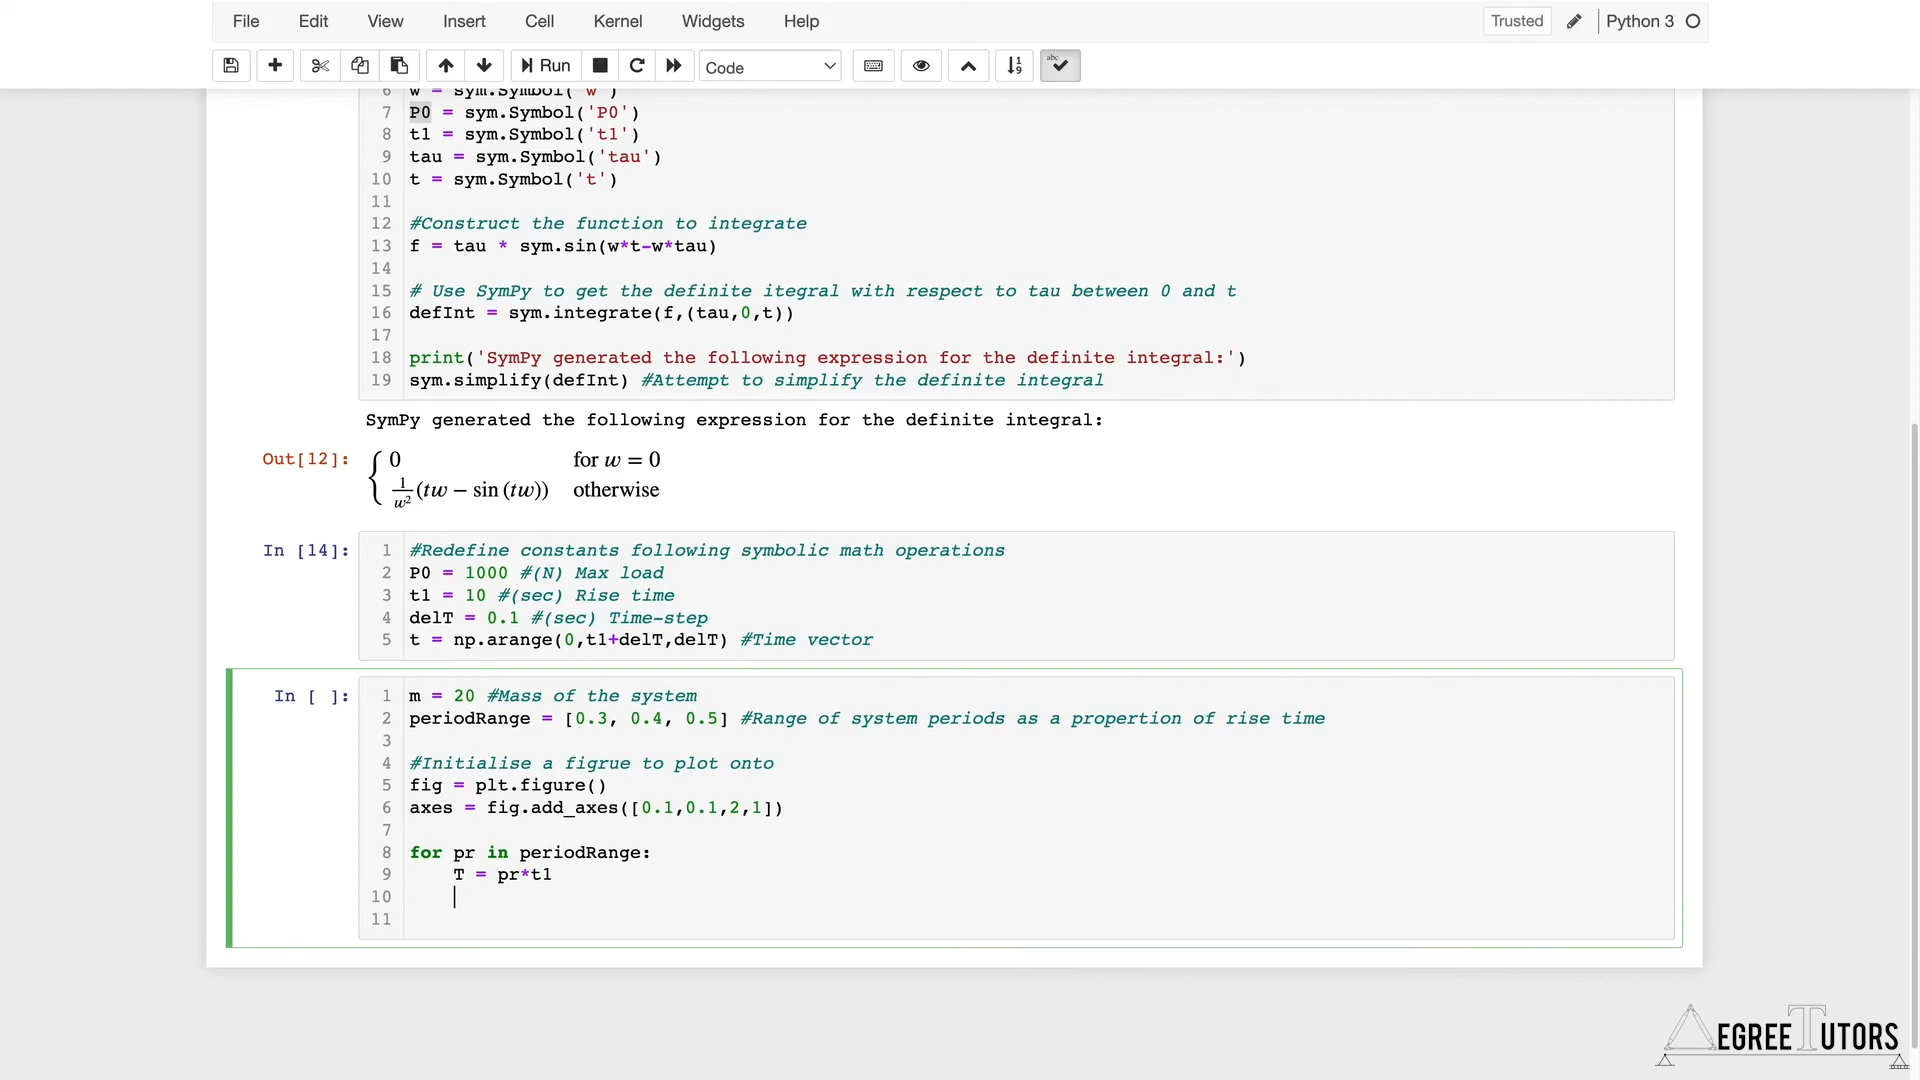 File Edit View Insert Cell Kernel Widgets Help Trusted Python 3
Run Code
6 w = sym.Symbol('w')
7 P0 = sym.Symbol('P0')
8 t1 = sym.Symbol('t1')
9 tau = sym.Symbol('tau')
10 t = sym.Symbol('t')
11
12 #Construct the function to integrate
13 f = tau * sym.sin(w*t-w*tau)
14
15 # Use SymPy to get the definite itegral with respect to tau between 0 and t
16 defInt = sym.integrate(f,(tau,0,t))
17
18 print('SymPy generated the following expression for the definite integral:')
19 sym.simplify(defInt) #Attempt to simplify the definite integral
SymPy generated the following expression for the definite integral:
Out[12]: { 0 for w = 0
1/w² (tw − sin (tw)) otherwise
In [14]: 1 #Redefine constants following symbolic math operations
2 P0 = 1000 #(N) Max load
3 t1 = 10 #(sec) Rise time
4 delT = 0.1 #(sec) Time-step
5 t = np.arange(0,t1+delT,delT) #Time vector
In [ ]: 1 m = 20 #Mass of the system
2 periodRange = [0.3, 0.4, 0.5] #Range of system periods as a propertion of rise time
3
4 #Initialise a figrue to plot onto
5 fig = plt.figure()
6 axes = fig.add_axes([0.1,0.1,2,1])
7
8 for pr in periodRange:
9 T = pr*t1
10
11
DEGREE TUTORS